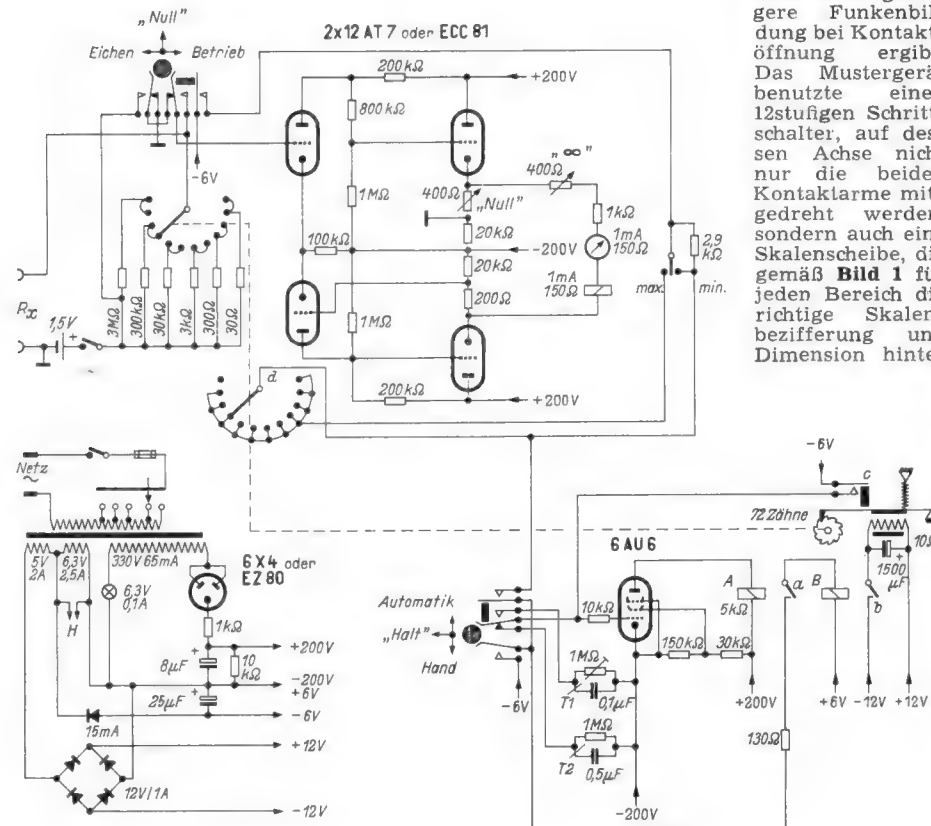 „Null"
Eichen
Betrieb
-6V
3MΩ
300kΩ
30kΩ
3kΩ
300Ω
30Ω
Rx
1,5V
+
2x12 AT 7 oder ECC 81
200kΩ
+200V
800kΩ
„∞"
400Ω
400Ω
„Null"
1MΩ
1kΩ
20kΩ
1mA
150Ω
100kΩ
-200V
20kΩ
1mA
150Ω
200Ω
1MΩ
2,9
kΩ
max.
min.
d
200kΩ
+200V
gere Funkenbil
dung bei Kontakt
öffnung ergib
Das Mustergerä
benutzte eine
12stufigen Schritt
schalter, auf des
sen Achse nich
nur die beide
Kontaktarme mit
gedreht werden
sondern auch ein
Skalenscheibe, di
gemäß Bild 1 fü
jeden Bereich di
richtige Skalen
bezifferung un
Dimension hinte
Netz
~
5V
2A
6,3V
2,5A
330V 65mA
6,3V
0,1A
H
6X4 oder
EZ 80
1kΩ
+200V
8µF
+
10
kΩ
-200V
+6V
25µF
+
-6V
15mA
+12V
12V/1A
-12V
Automatik
„Halt"
Hand
-6V
6AU6
10kΩ
1MΩ
T1
0,1µF
1MΩ
T2
0,5µF
-200V
150kΩ
30kΩ
A
5kΩ
+200V
a
B
+6V
130Ω
-6V
c
72 Zähne
10Ω
+
1500
µF
b
-12V
+12V